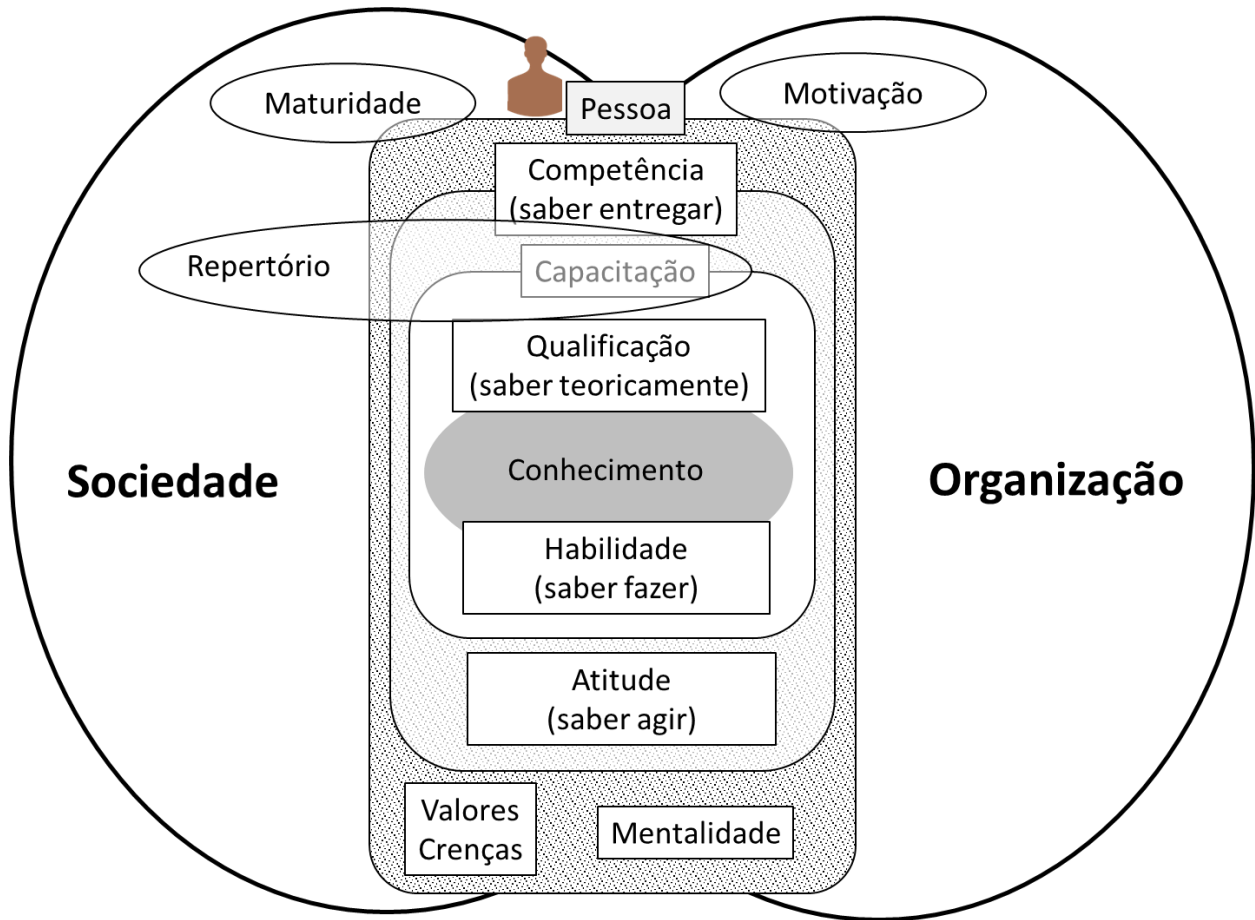 Maturidade
Pessoa
Motivação
Competência
(saber entregar)
Repertório
Capacitação
Qualificação
(saber teoricamente)
Sociedade
Conhecimento
Organização
Habilidade
(saber fazer)
Atitude
(saber agir)
Valores
Crenças
Mentalidade